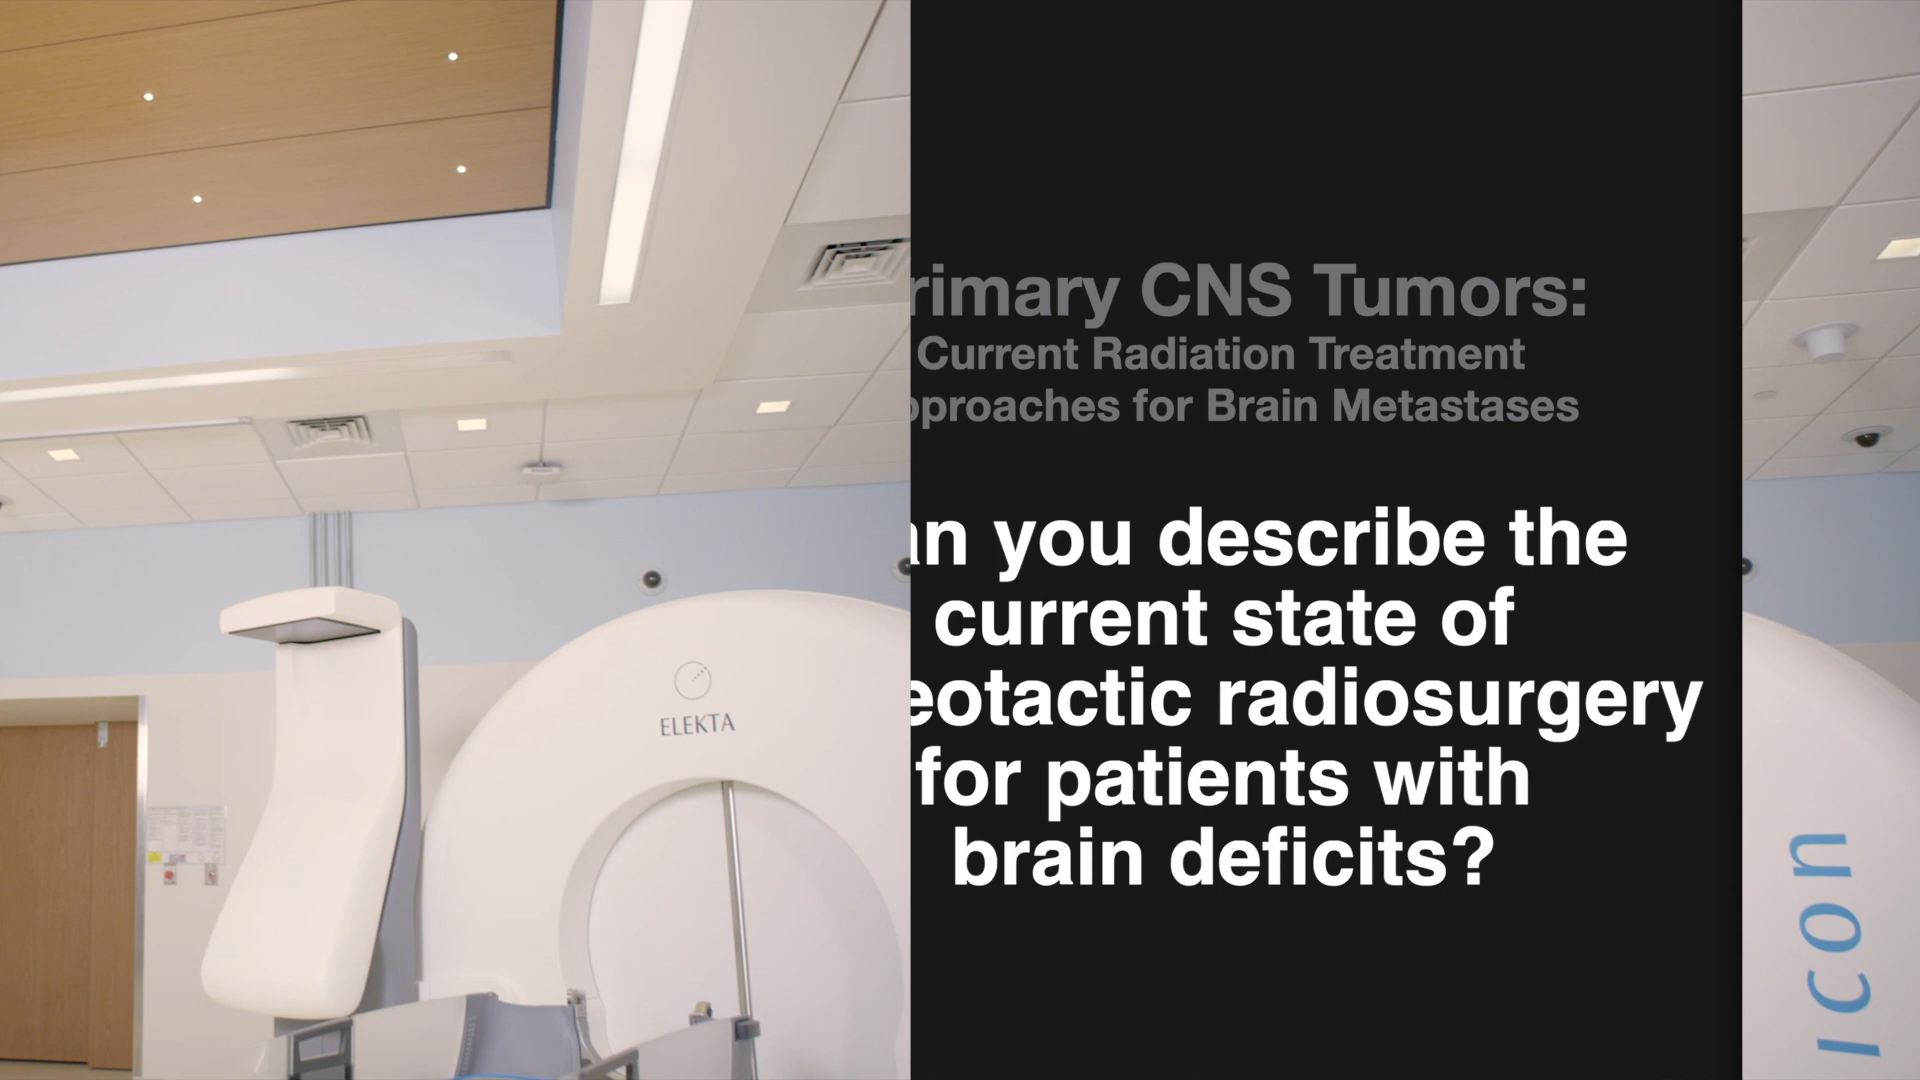 ELEKTA
rimary CNS Tumors:
Current Radiation Treatment
pproaches for Brain Metastases
an you describe the
current state of
eotactic radiosurgery
for patients with
brain deficits?
icon